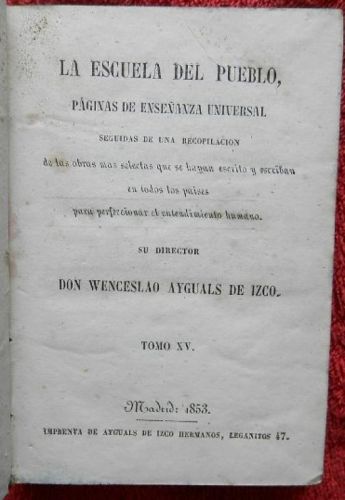 LA ESCUELA DEL PUEBLO,
PÁGINAS DE ENSEÑANZA UNIVERSAL
SEGUIDAS DE UNA RECOPILACION
de las obras mas selectas que se hayan escrito y escriban
en todos los paises
para perfeccionar el entendimiento humano.
SU DIRECTOR
DON WENCESLAO AYGUALS DE IZCO.
TOMO XV.
Madrid: 1853.
IMPRENTA DE AYGUALS DE IZCO HERMANOS, LEGANITOS 47.